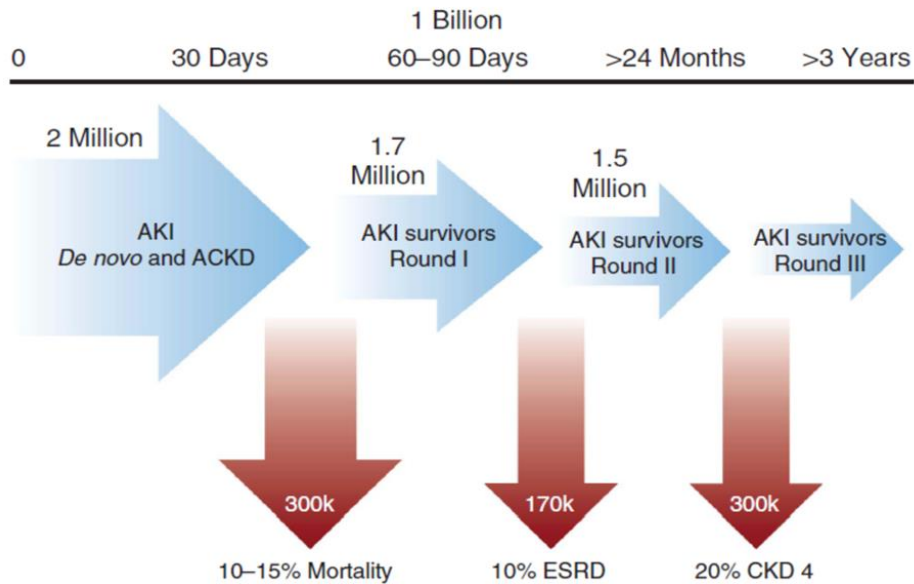 1 Billion
0 30 Days 60–90 Days >24 Months >3 Years
2 Million
1.7
Million
1.5
Million
AKI
De novo and ACKD
AKI survivors
Round I
AKI survivors
Round II
AKI survivors
Round III
300k
170k
300k
10–15% Mortality
10% ESRD
20% CKD 4